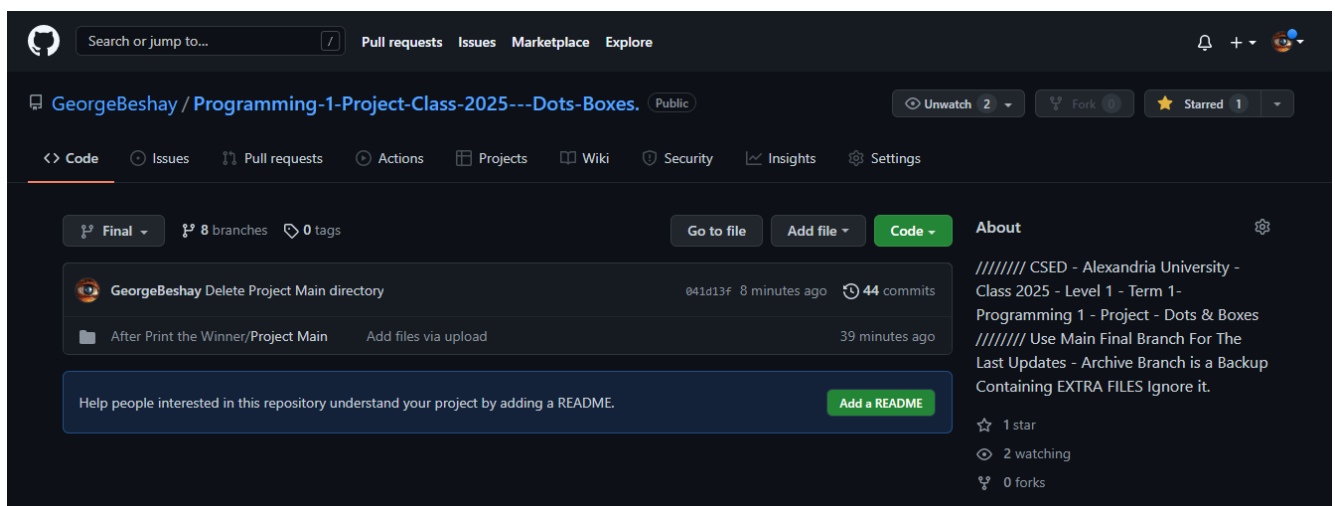 Search or jump to... /
Pull requests Issues Marketplace Explore
GeorgeBeshay / Programming-1-Project-Class-2025---Dots-Boxes. Public
Unwatch 2 Fork 0 Starred 1
<> Code Issues Pull requests Actions Projects Wiki Security Insights Settings
Final 8 branches 0 tags Go to file Add file Code
GeorgeBeshay Delete Project Main directory 041d13f 8 minutes ago 44 commits
After Print the Winner/Project Main Add files via upload 39 minutes ago
Help people interested in this repository understand your project by adding a README. Add a README
About
//////// CSED - Alexandria University -
Class 2025 - Level 1 - Term 1-
Programming 1 - Project - Dots & Boxes
//////// Use Main Final Branch For The
Last Updates - Archive Branch is a Backup
Containing EXTRA FILES Ignore it.
1 star
2 watching
0 forks